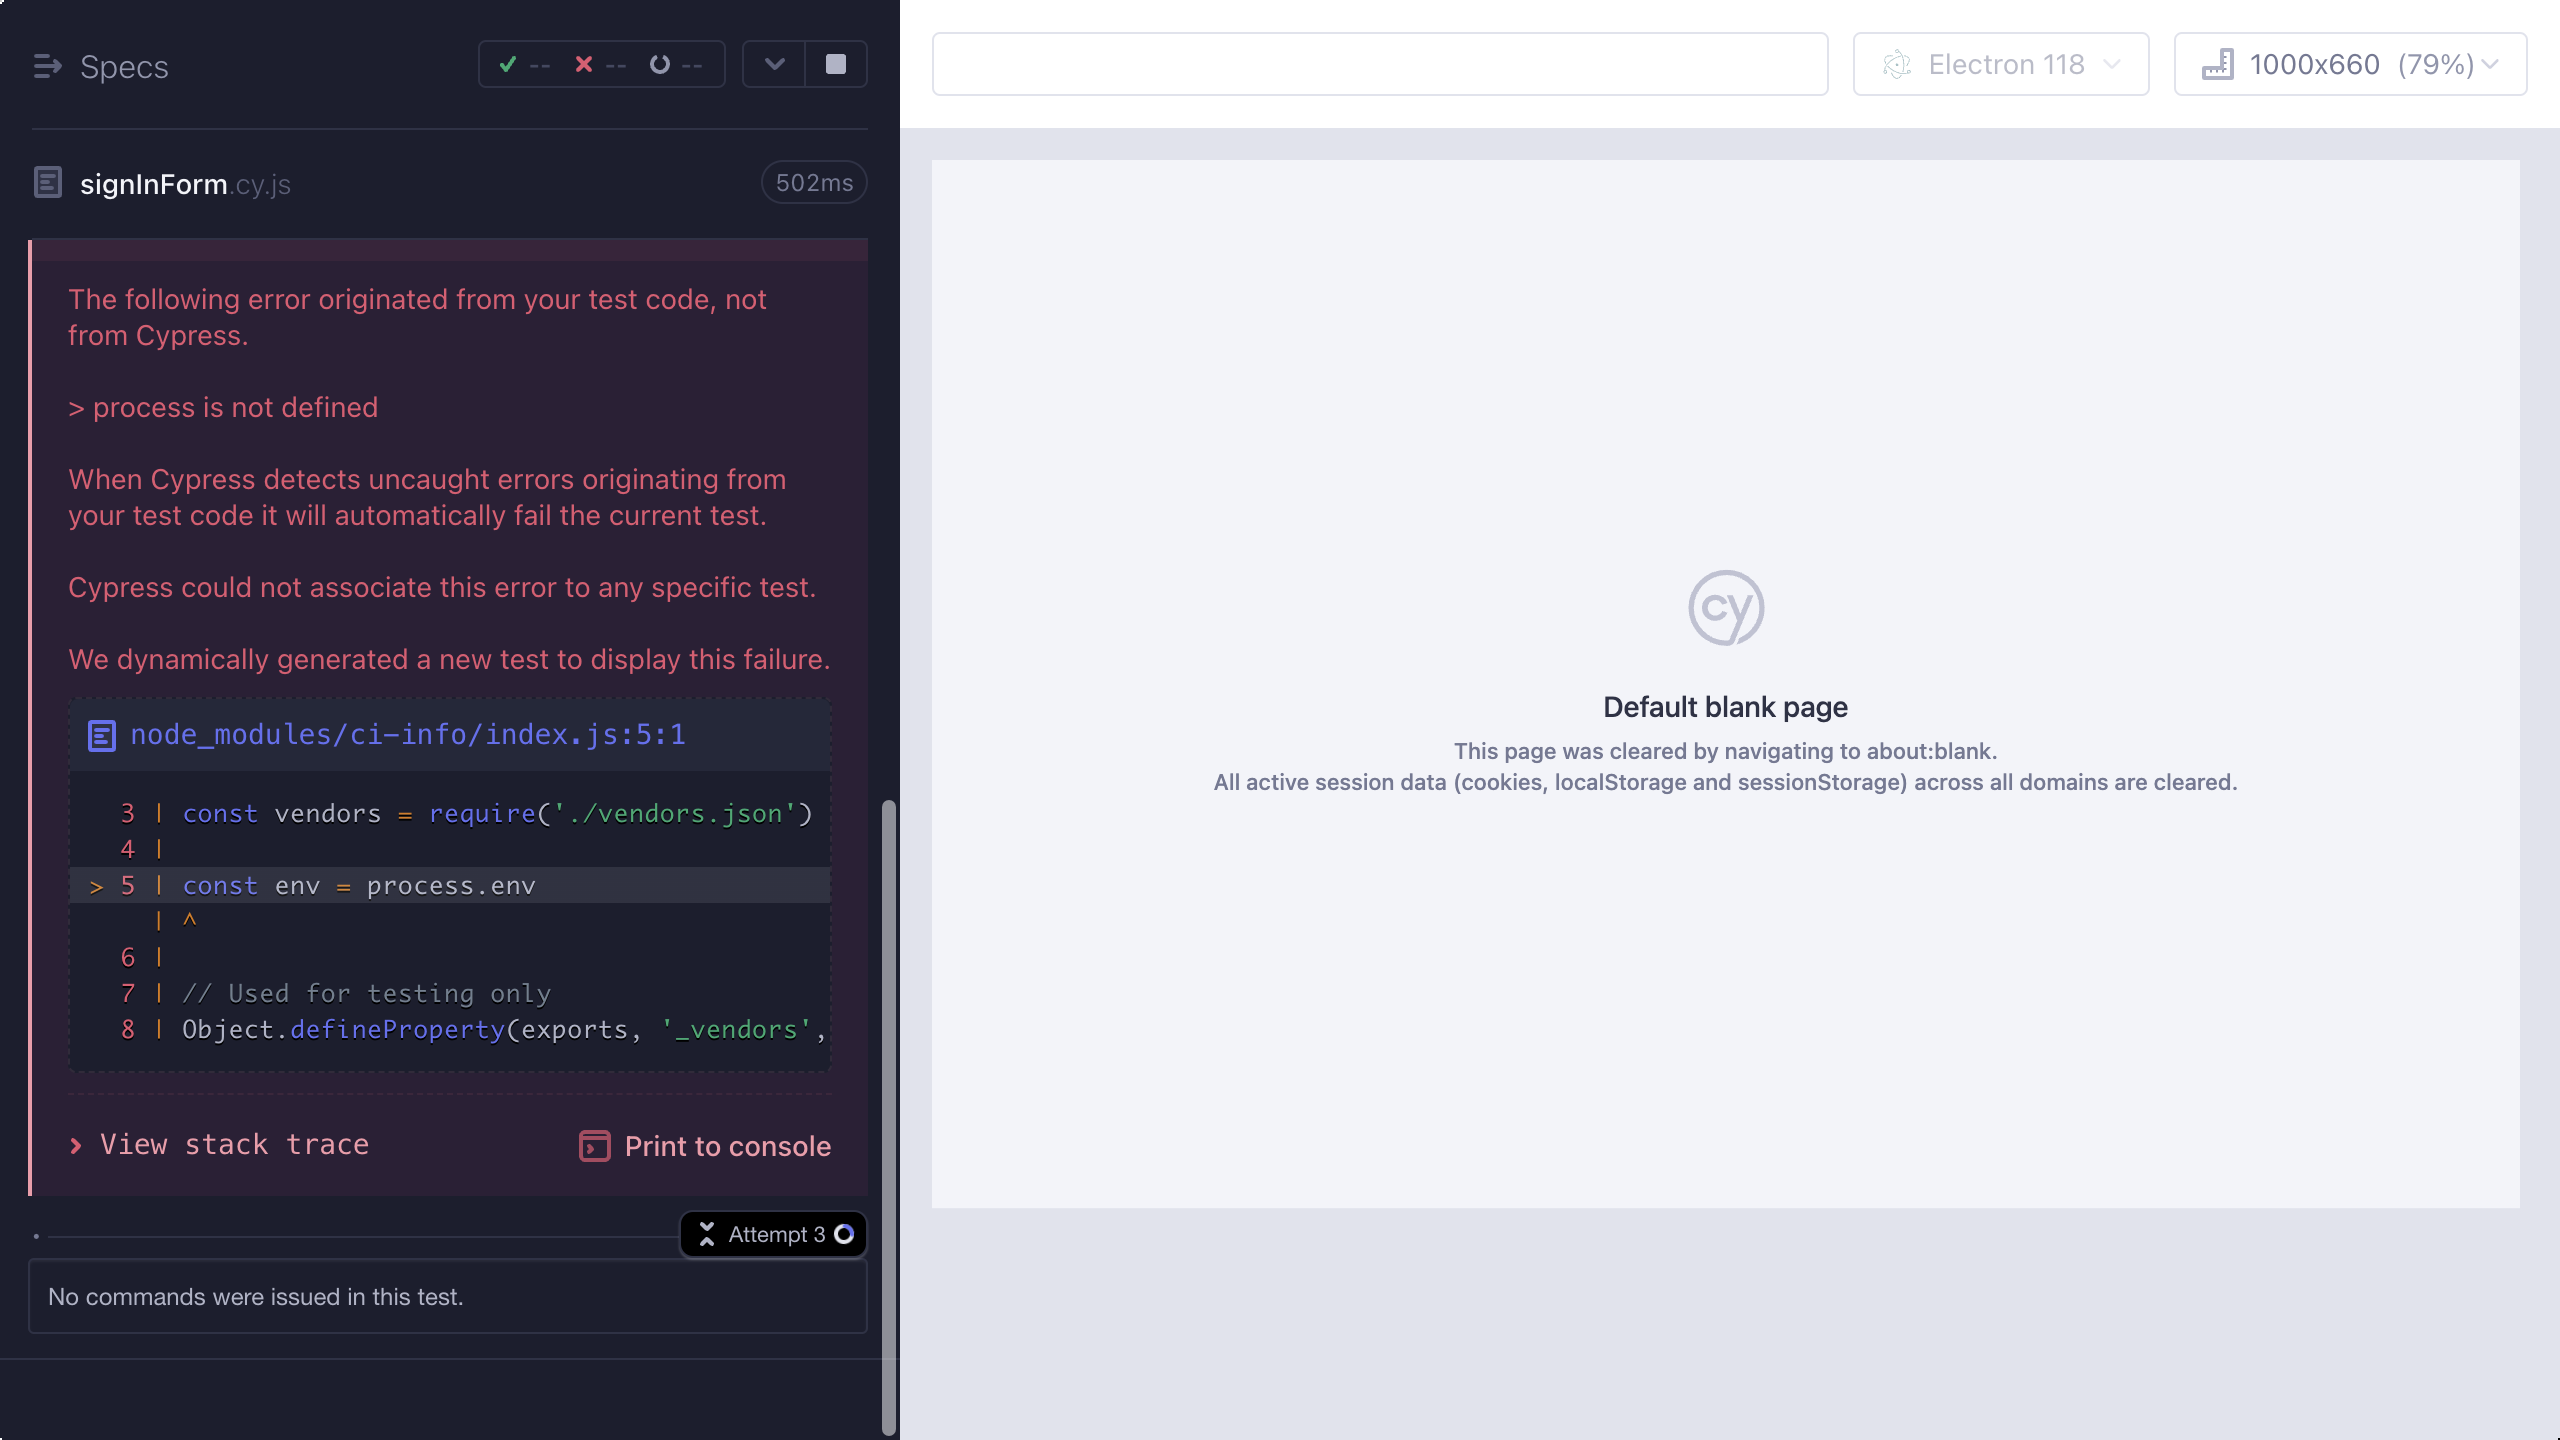 Specs
-- -- --
signInForm.cy.js
502ms
The following error originated from your test code, not
from Cypress.
> process is not defined
When Cypress detects uncaught errors originating from
your test code it will automatically fail the current test.
Cypress could not associate this error to any specific test.
We dynamically generated a new test to display this failure.
node_modules/ci-info/index.js:5:1
3 | const vendors = require('./vendors.json')
4 |
> 5 | const env = process.env
| ^
6 |
7 | // Used for testing only
8 | Object.defineProperty(exports, '_vendors',
View stack trace
Print to console
Attempt 3
No commands were issued in this test.
Electron 118
1000x660 (79%)
cy
Default blank page
This page was cleared by navigating to about:blank.
All active session data (cookies, localStorage and sessionStorage) across all domains are cleared.